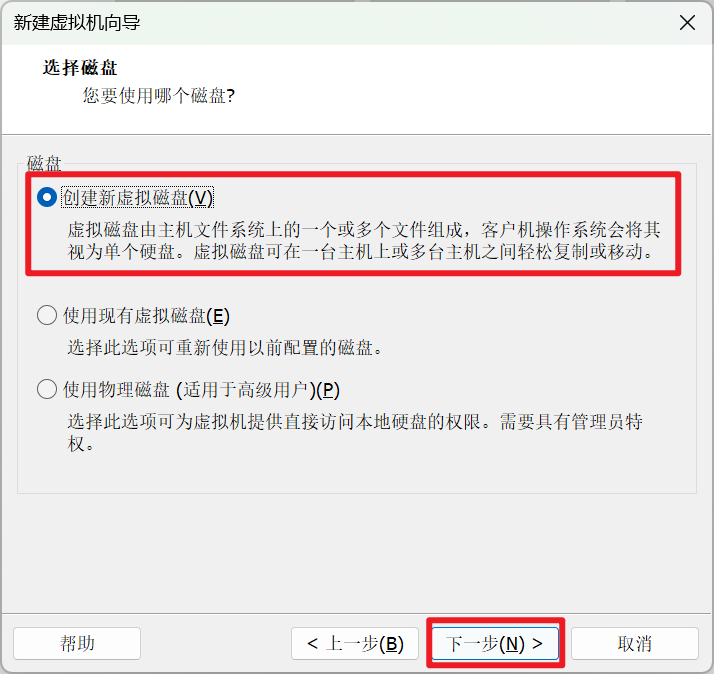 新建虚拟机向导
选择磁盘
您要使用哪个磁盘?
磁盘
创建新虚拟磁盘(V)
虚拟磁盘由主机文件系统上的一个或多个文件组成，客户机操作系统会将其
视为单个硬盘。虚拟磁盘可在一台主机上或多台主机之间轻松复制或移动。
使用现有虚拟磁盘(E)
选择此选项可重新使用以前配置的磁盘。
使用物理磁盘 (适用于高级用户)(P)
选择此选项可为虚拟机提供直接访问本地硬盘的权限。需要具有管理员特
权。
帮助
< 上一步(B)
下一步(N) >
取消